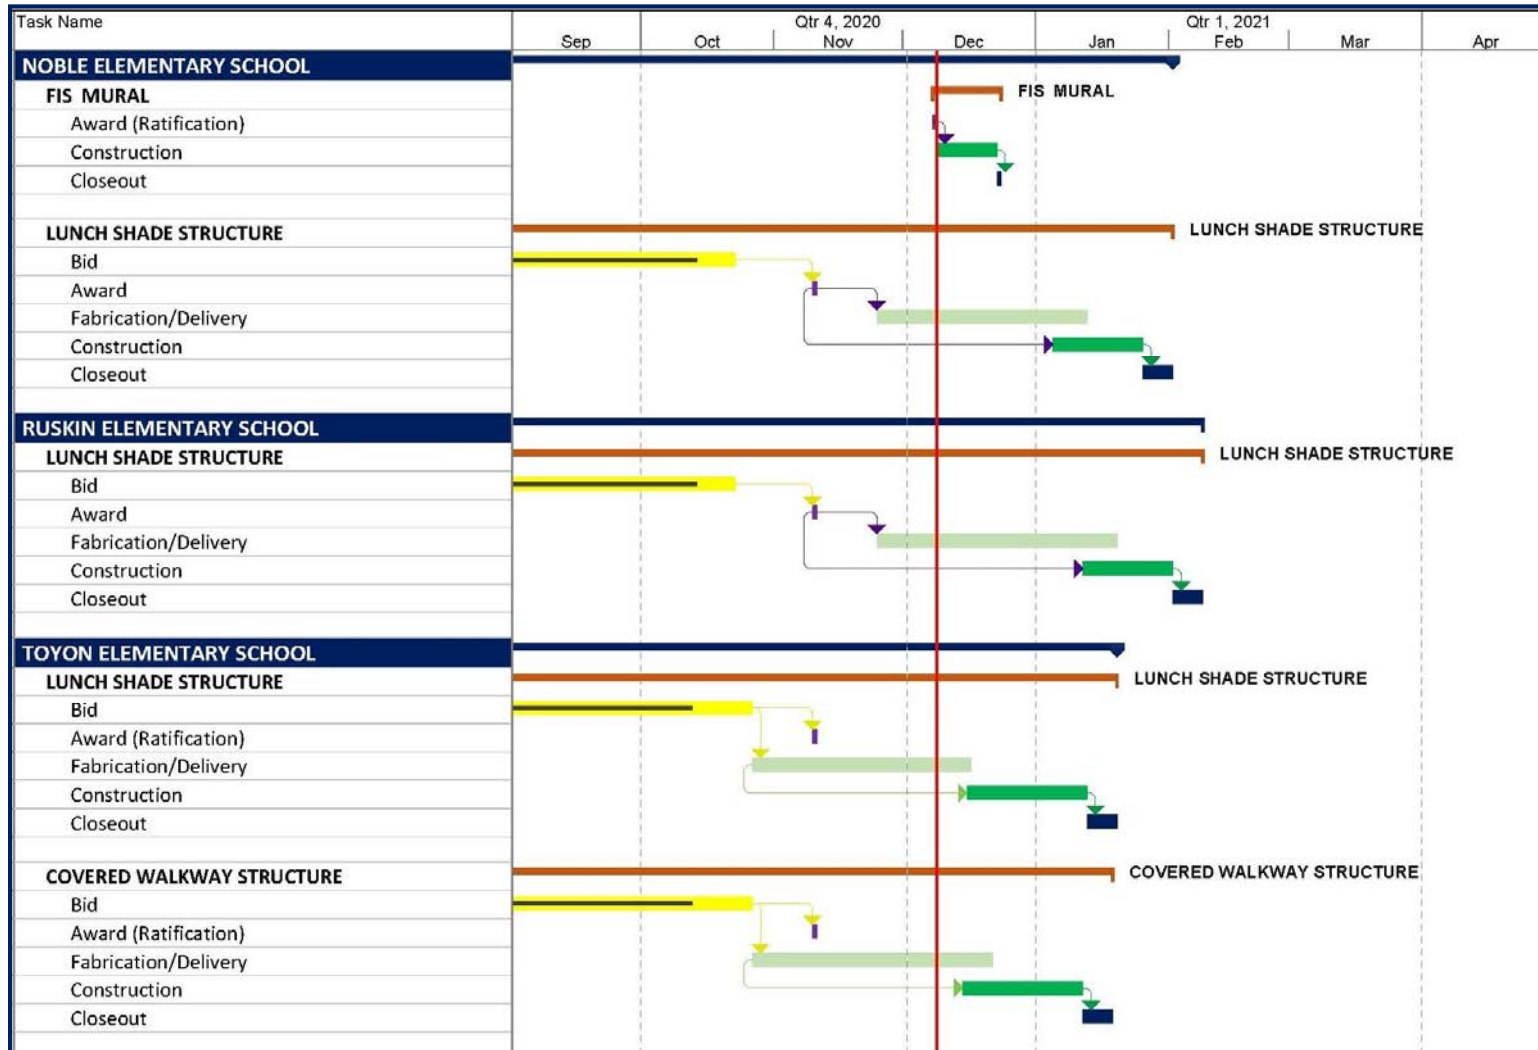 Task Name
Qtr 4, 2020 Qtr 1, 2021
Sep Oct Nov Dec Jan Feb Mar Apr
NOBLE ELEMENTARY SCHOOL
FIS MURAL FIS MURAL
Award (Ratification)
Construction
Closeout
LUNCH SHADE STRUCTURE LUNCH SHADE STRUCTURE
Bid
Award
Fabrication/Delivery
Construction
Closeout
RUSKIN ELEMENTARY SCHOOL
LUNCH SHADE STRUCTURE LUNCH SHADE STRUCTURE
Bid
Award
Fabrication/Delivery
Construction
Closeout
TOYON ELEMENTARY SCHOOL
LUNCH SHADE STRUCTURE LUNCH SHADE STRUCTURE
Bid
Award (Ratification)
Fabrication/Delivery
Construction
Closeout
COVERED WALKWAY STRUCTURE COVERED WALKWAY STRUCTURE
Bid
Award (Ratification)
Fabrication/Delivery
Construction
Closeout